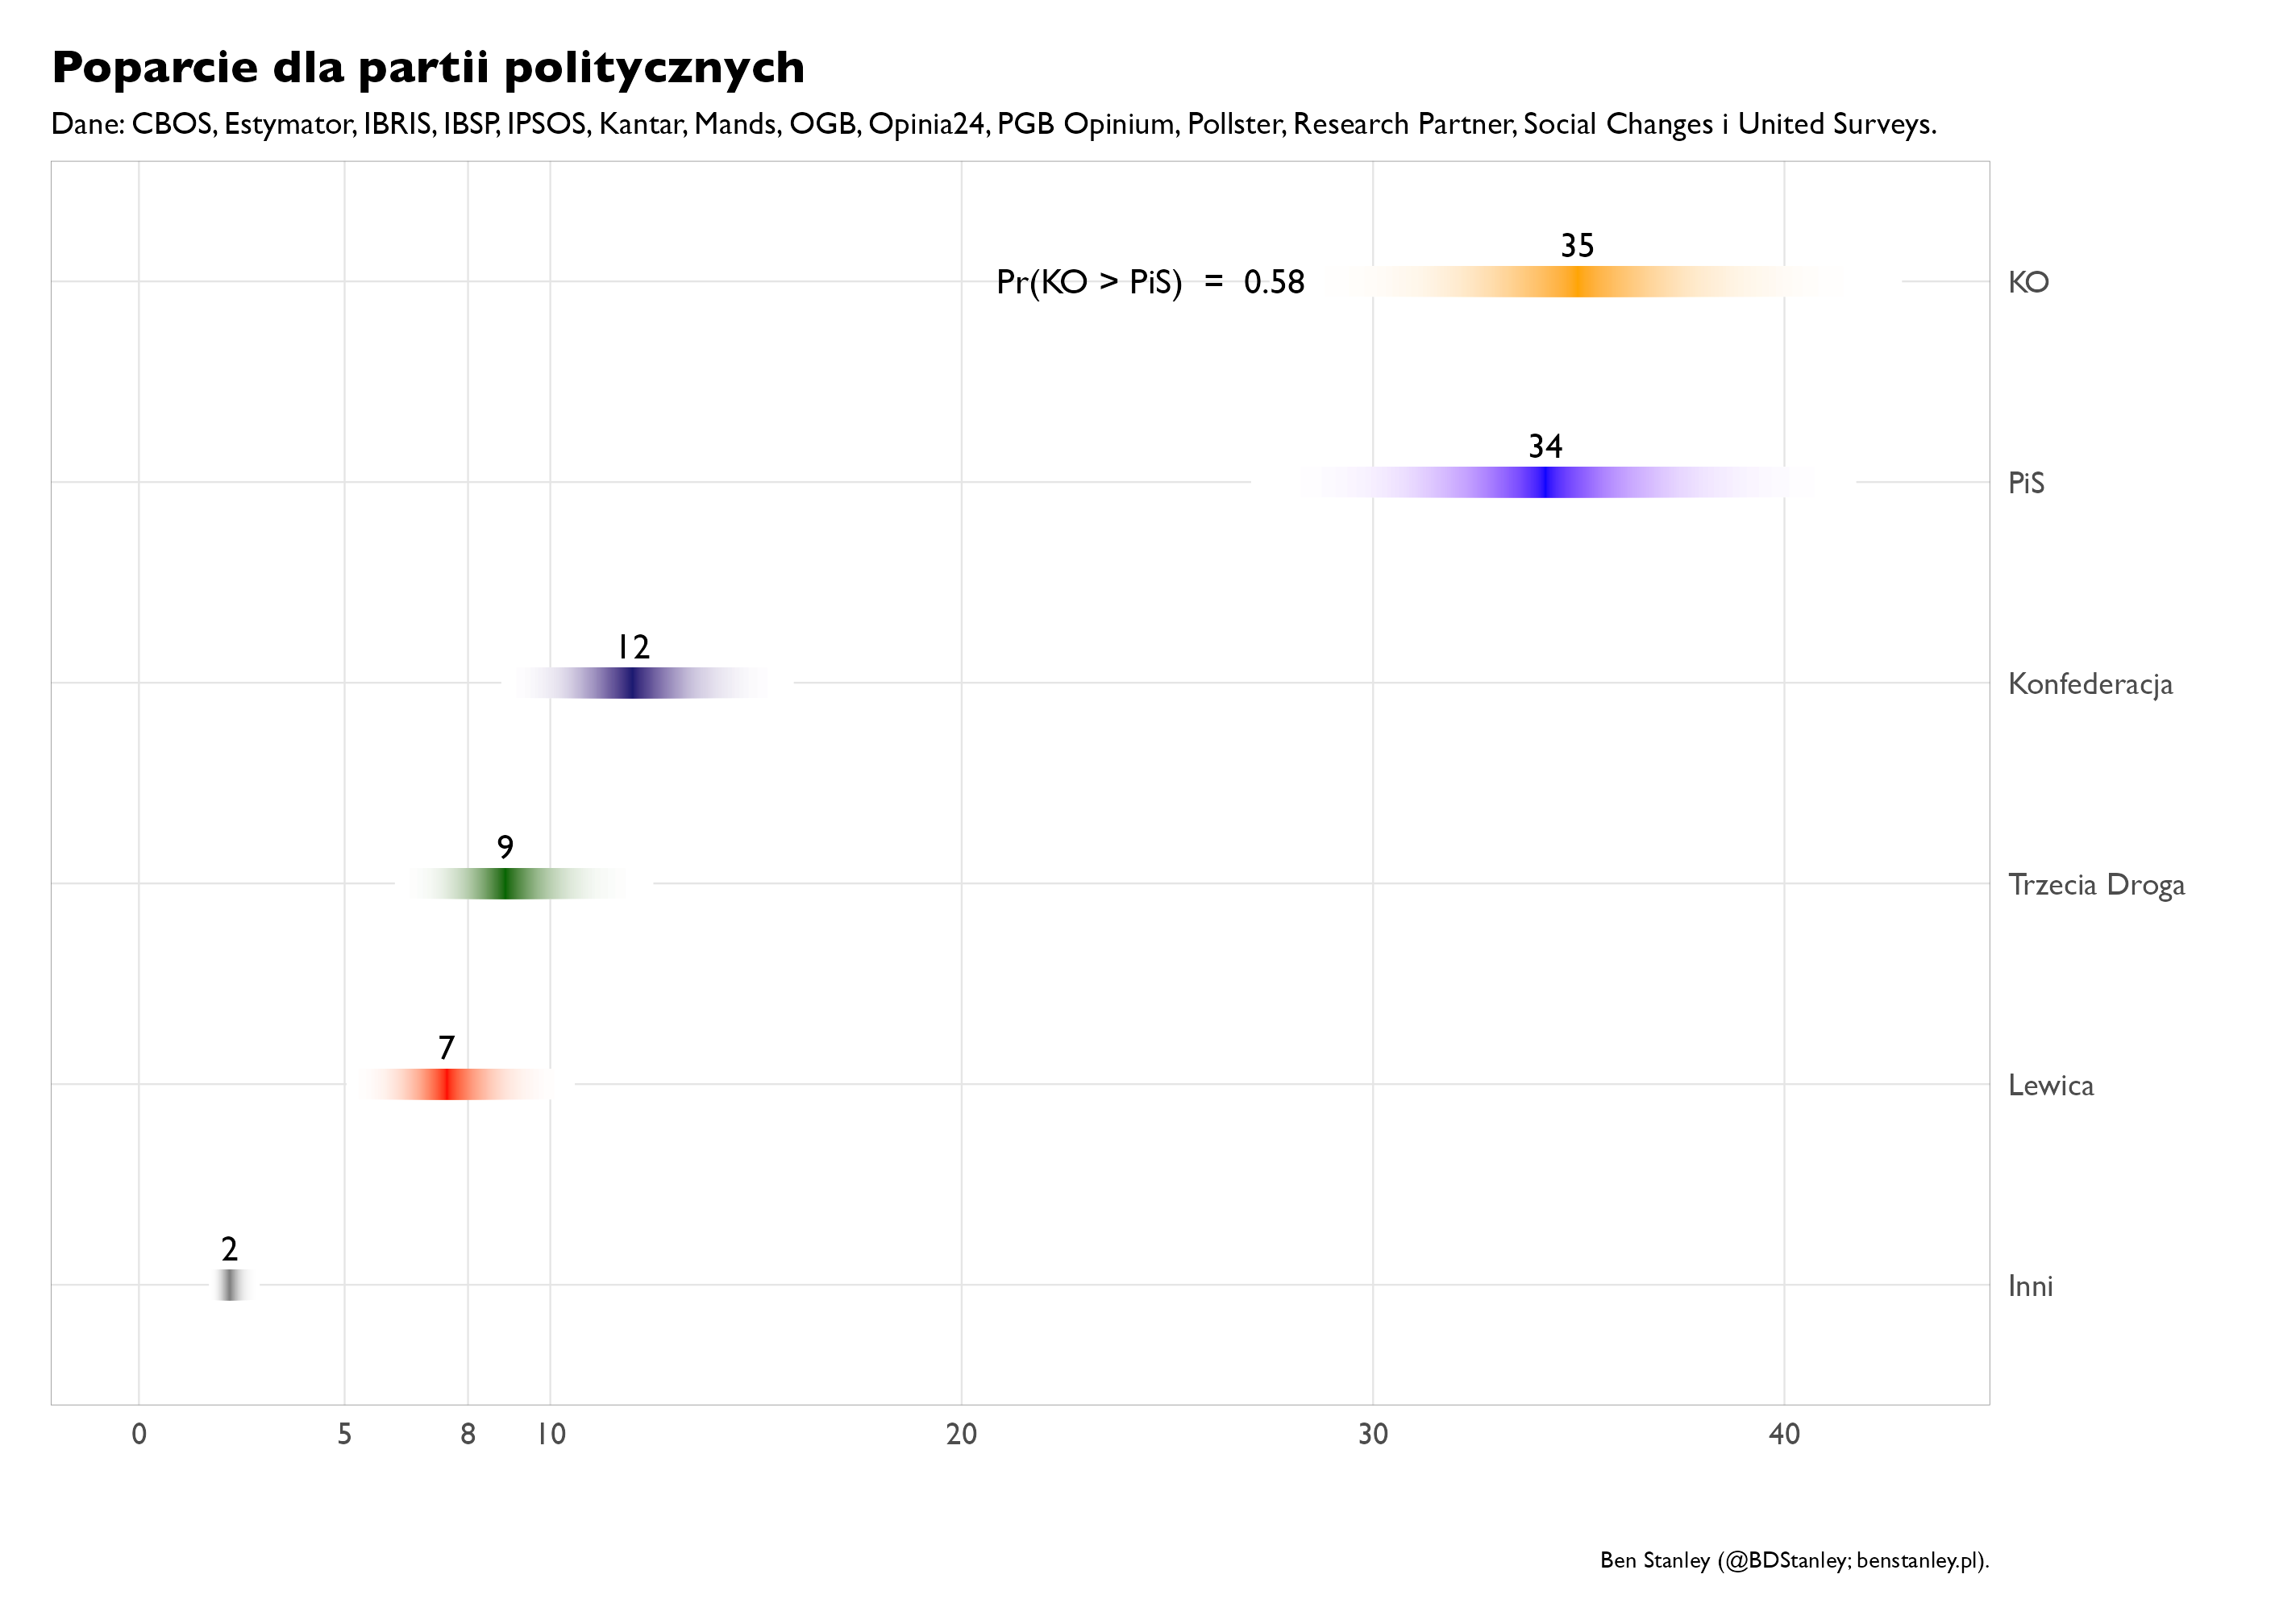 Poparcie dla partii politycznych
Dane: CBOS, Estymator, IBRIS, IBSP, IPSOS, Kantar, Mands, OGB, Opinia24, PGB Opinium, Pollster, Research Partner, Social Changes i United Surveys.
35
Pr(KO > PiS) = 0.58
KO
34
PiS
12
Konfederacja
9
Trzecia Droga
7
Lewica
2
Inni
0 5 8 10 20 30 40
Ben Stanley (@BDStanley; benstanley.pl).